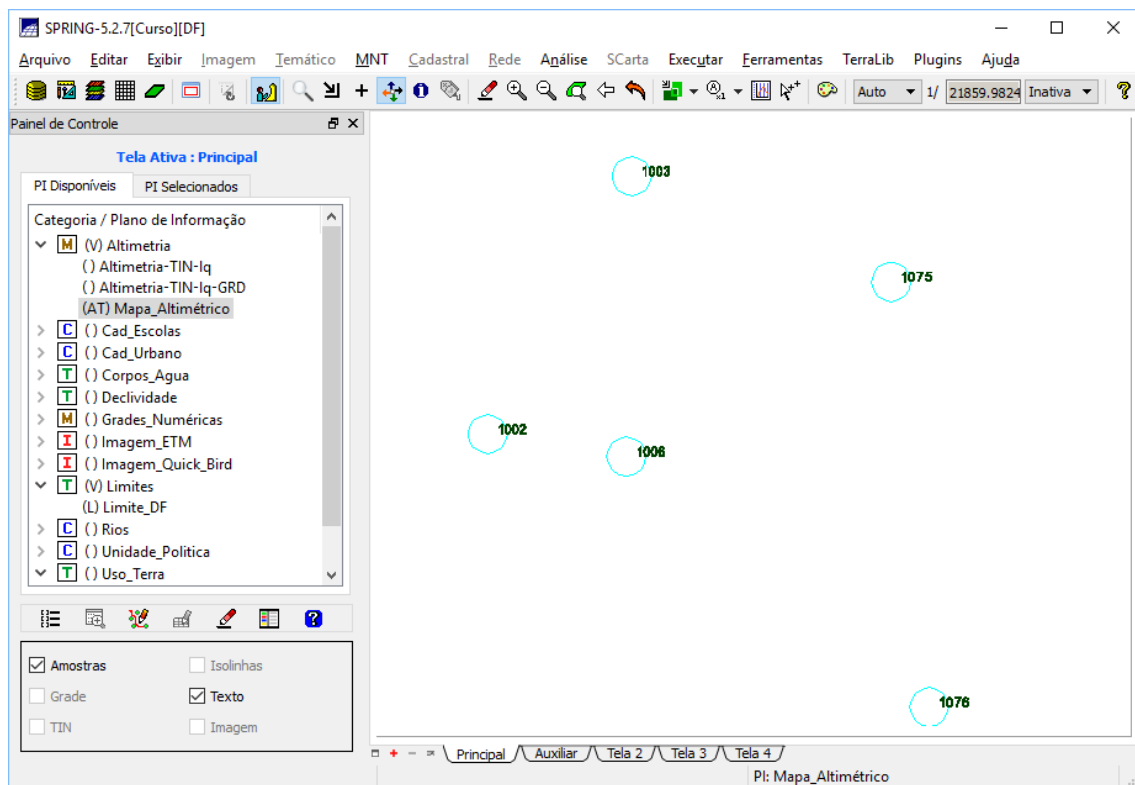 SPRING-5.2.7[Curso][DF]
Arquivo Editar Exibir Imagem Temático MNT Cadastral Rede Análise SCarta Executar Ferramentas TerraLib Plugins Ajuda
Auto 1/ 21859.9824 Inativa
Painel de Controle
Tela Ativa : Principal
PI Disponíveis PI Selecionados
Categoria / Plano de Informação
M (V) Altimetria
() Altimetria-TIN-lq
() Altimetria-TIN-lq-GRD
(AT) Mapa_Altimétrico
C () Cad_Escolas
C () Cad_Urbano
T () Corpos_Agua
T () Declividade
M () Grades_Numéricas
I () Imagem_ETM
I () Imagem_Quick_Bird
T (V) Limites
(L) Limite_DF
C () Rios
C () Unidade_Politica
T () Uso_Terra
Amostras Isolinhas
Grade Texto
TIN Imagem
1003
1075
1002
1006
1076
Principal Auxiliar Tela 2 Tela 3 Tela 4
PI: Mapa_Altimétrico